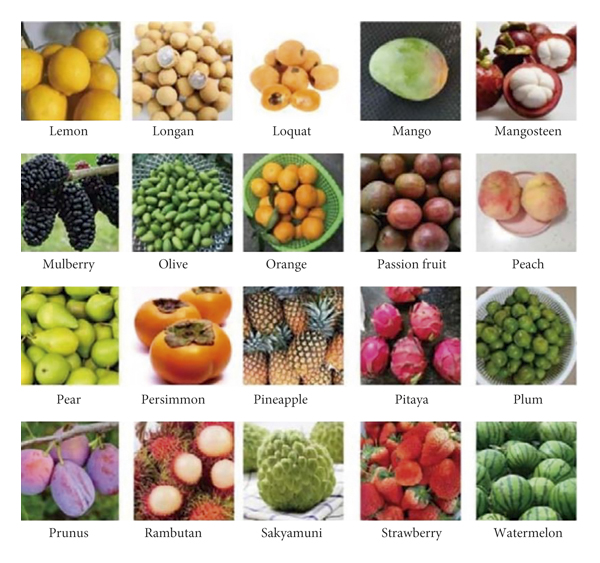 Lemon
Longan
Loquat
Mango
Mangosteen
Mulberry
Olive
Orange
Passion fruit
Peach
Pear
Persimmon
Pineapple
Pitaya
Plum
Prunus
Rambutan
Sakyamuni
Strawberry
Watermelon